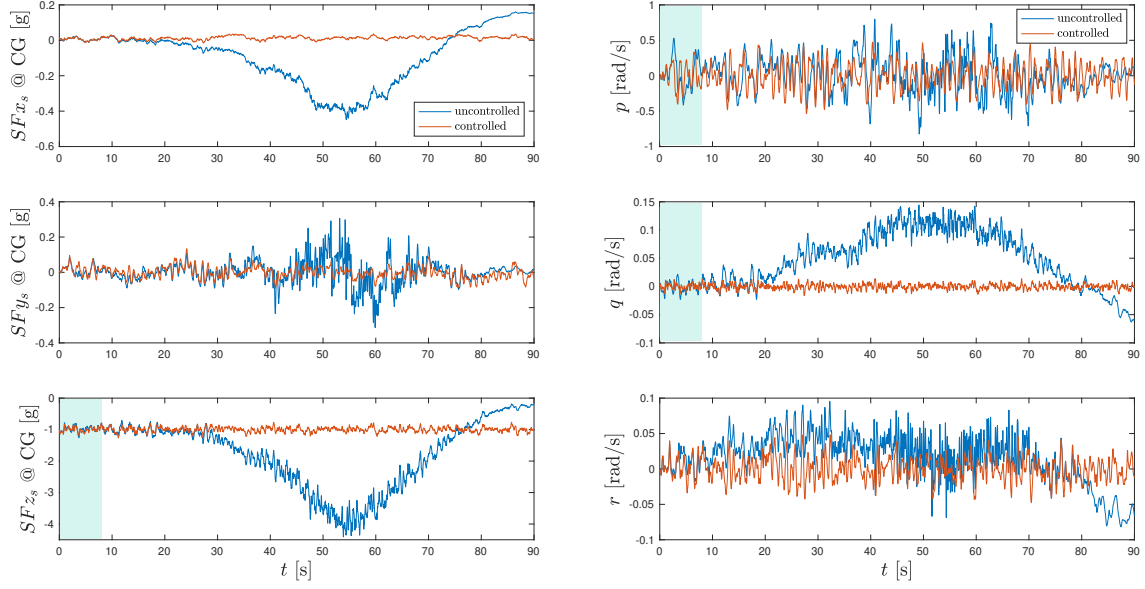 0.2
0
-0.2
-0.4
-0.6
SFx_s @ CG [g]
uncontrolled
controlled
0 10 20 30 40 50 60 70 80 90
1
0.5
0
-0.5
-1
p [rad/s]
uncontrolled
controlled
0 10 20 30 40 50 60 70 80 90
0.4
0.2
0
-0.2
-0.4
SFy_s @ CG [g]
0 10 20 30 40 50 60 70 80 90
0.15
0.1
0.05
0
-0.05
-0.1
q [rad/s]
0 10 20 30 40 50 60 70 80 90
0
-1
-2
-3
-4
SFz_s @ CG [g]
0 10 20 30 40 50 60 70 80 90
t [s]
0.1
0.05
0
-0.05
-0.1
r [rad/s]
0 10 20 30 40 50 60 70 80 90
t [s]